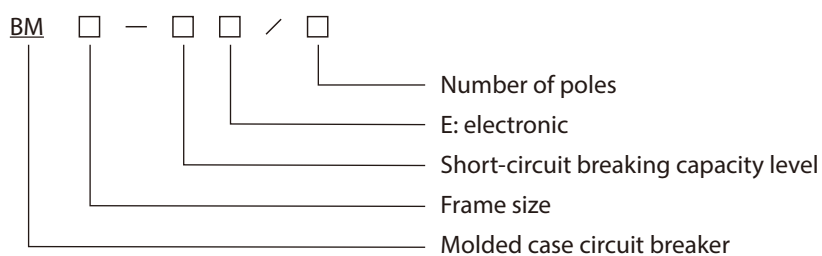 BM □ – □ □ / □
Number of poles
E: electronic
Short-circuit breaking capacity level
Frame size
Molded case circuit breaker